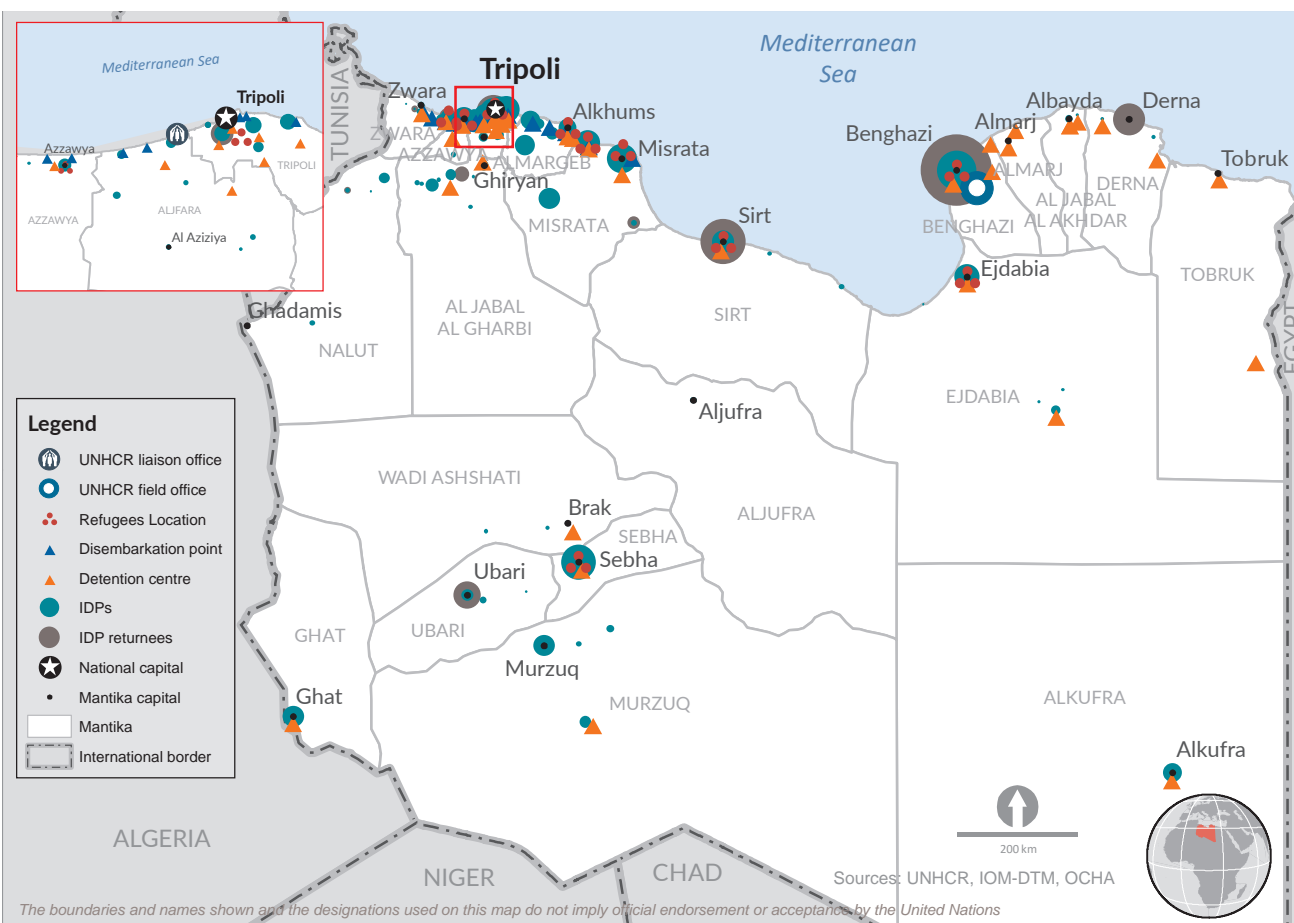 Mediterranean Sea
Tripoli
Azzawya
TRIPOLI
AZZAWYA
ALJFARA
Al Aziziya
TUNISIA
Mediterranean
Sea
Tripoli
Zwara
Alkhums
ZWARA
AZZAWYA
ALMARGEB
Misrata
Ghiryan
MISRATA
Sirt
Benghazi
Almarj
Albayda
Derna
Tobruk
ALMARJ
DERNA
AL JABAL
AL AKHDAR
BENGHAZI
Ejdabia
TOBRUK
EGYPT
Ghadamis
NALUT
AL JABAL
AL GHARBI
SIRT
EJDABIA
Aljufra
Legend
UNHCR liaison office
UNHCR field office
Refugees Location
Disembarkation point
Detention centre
IDPs
IDP returnees
National capital
Mantika capital
Mantika
International border
WADI ASHSHATI
Brak
SEBHA
Sebha
ALJUFRA
Ubari
UBARI
GHAT
Murzuq
MURZUQ
Ghat
ALKUFRA
Alkufra
ALGERIA
NIGER
CHAD
200 km
Sources: UNHCR, IOM-DTM, OCHA
The boundaries and names shown and the designations used on this map do not imply official endorsement or acceptance by the United Nations